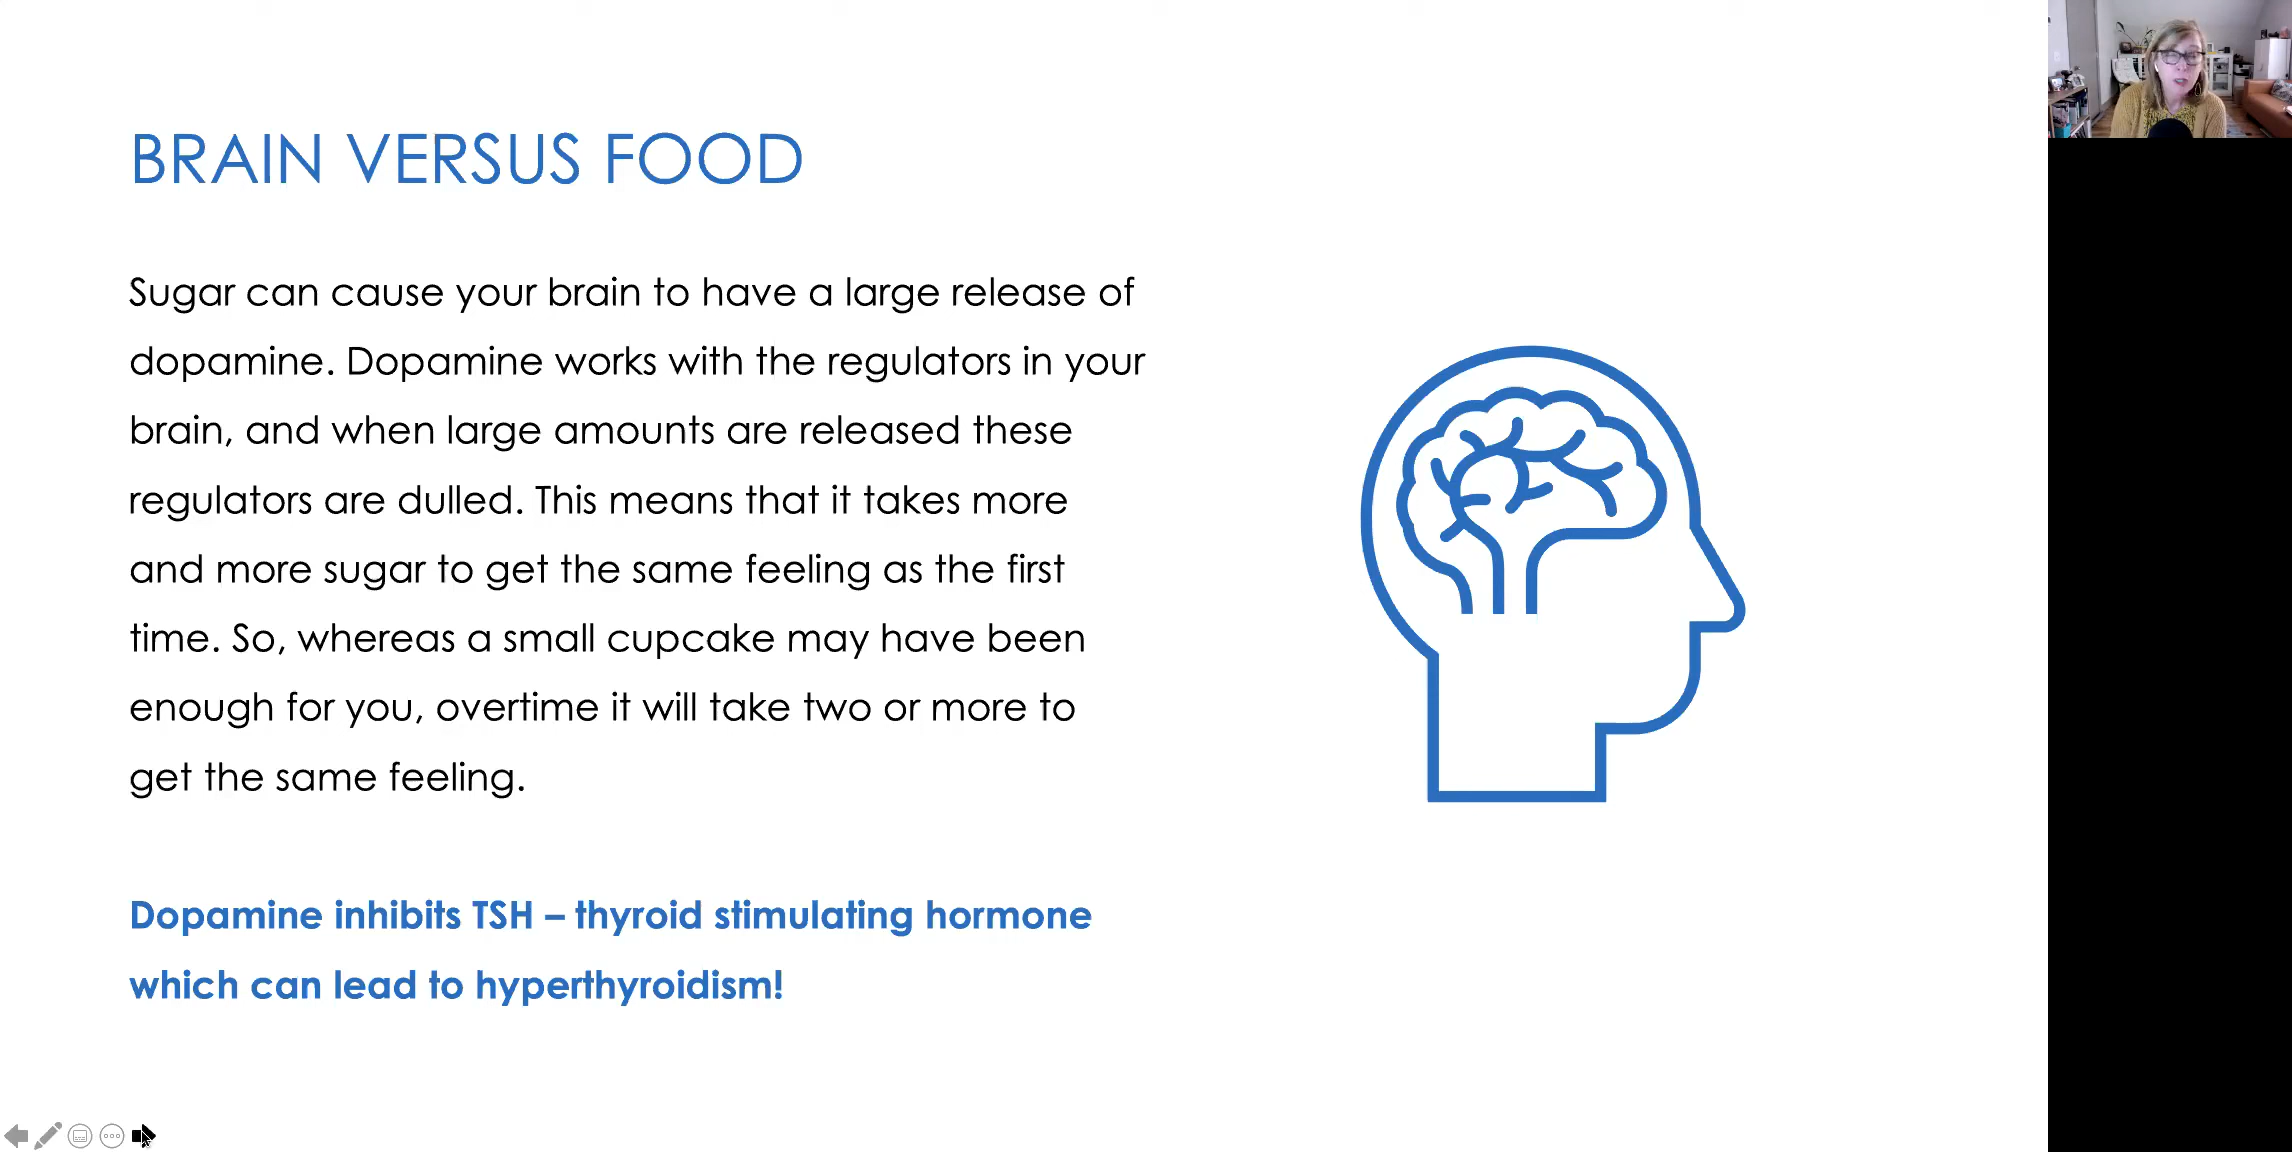 BRAIN VERSUS FOOD
Sugar can cause your brain to have a large release of
dopamine. Dopamine works with the regulators in your
brain, and when large amounts are released these
regulators are dulled. This means that it takes more
and more sugar to get the same feeling as the first
time. So, whereas a small cupcake may have been
enough for you, overtime it will take two or more to
get the same feeling.
Dopamine inhibits TSH – thyroid stimulating hormone
which can lead to hyperthyroidism!